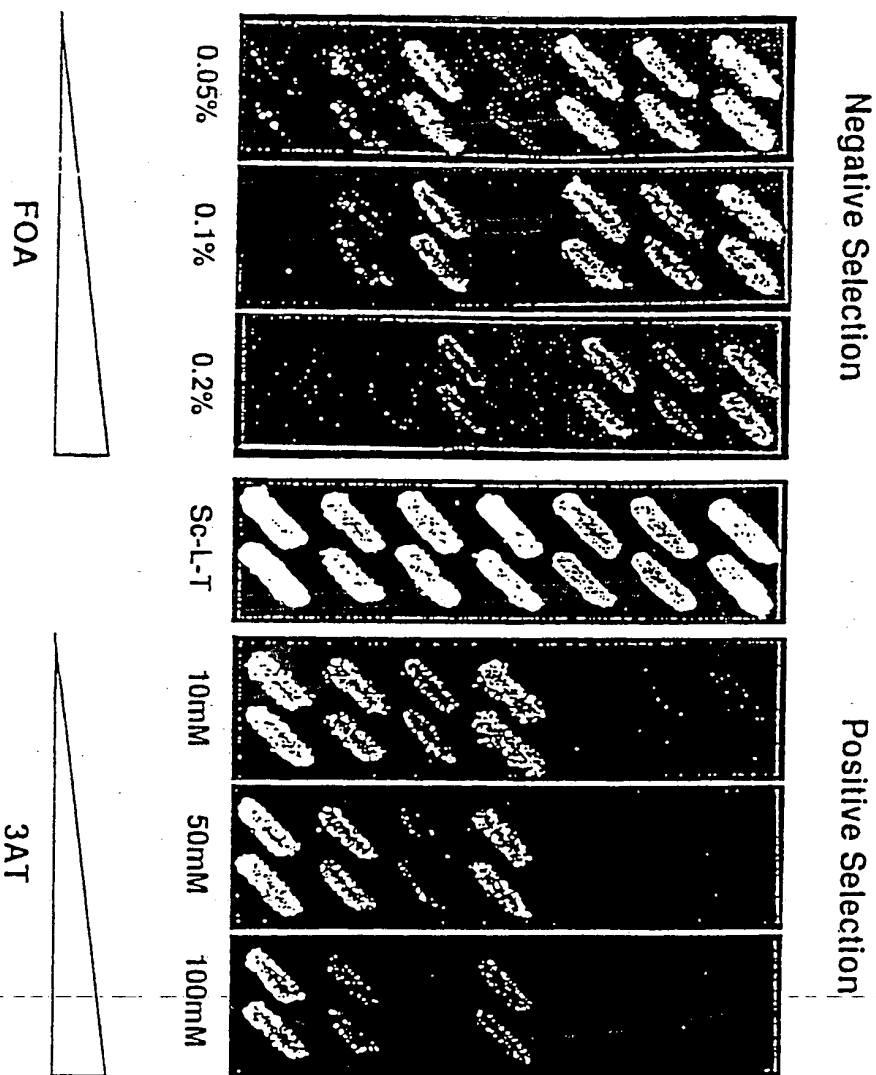 Negative Selection
0.05%
0.1%
0.2%
FOA
Sc-L-T
Positive Selection
10mM
50mM
100mM
3AT